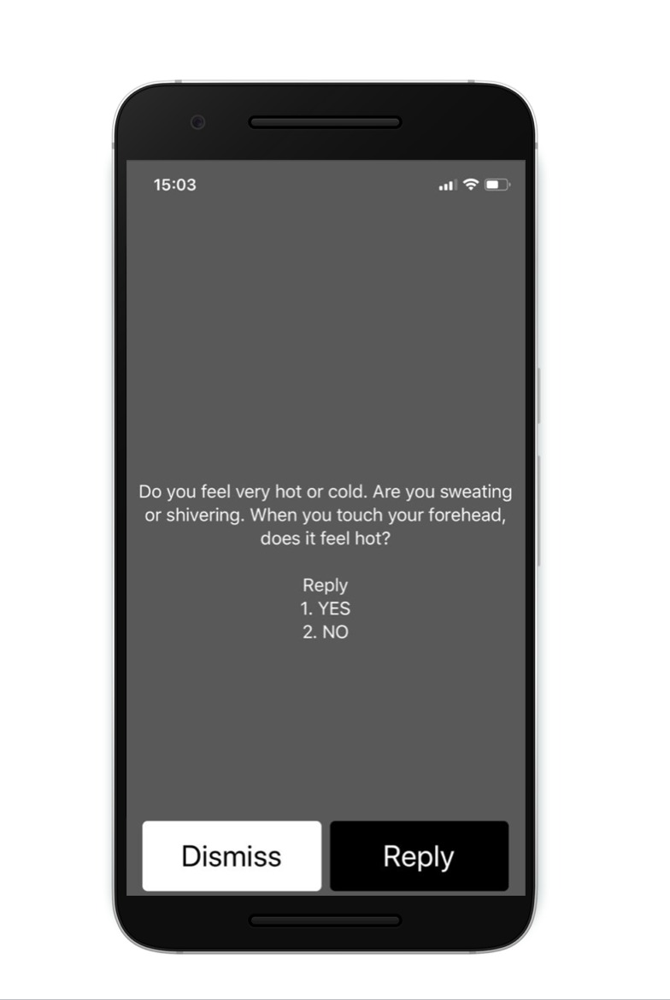 15:03
Do you feel very hot or cold. Are you sweating
or shivering. When you touch your forehead,
does it feel hot?
Reply
1. YES
2. NO
Dismiss
Reply